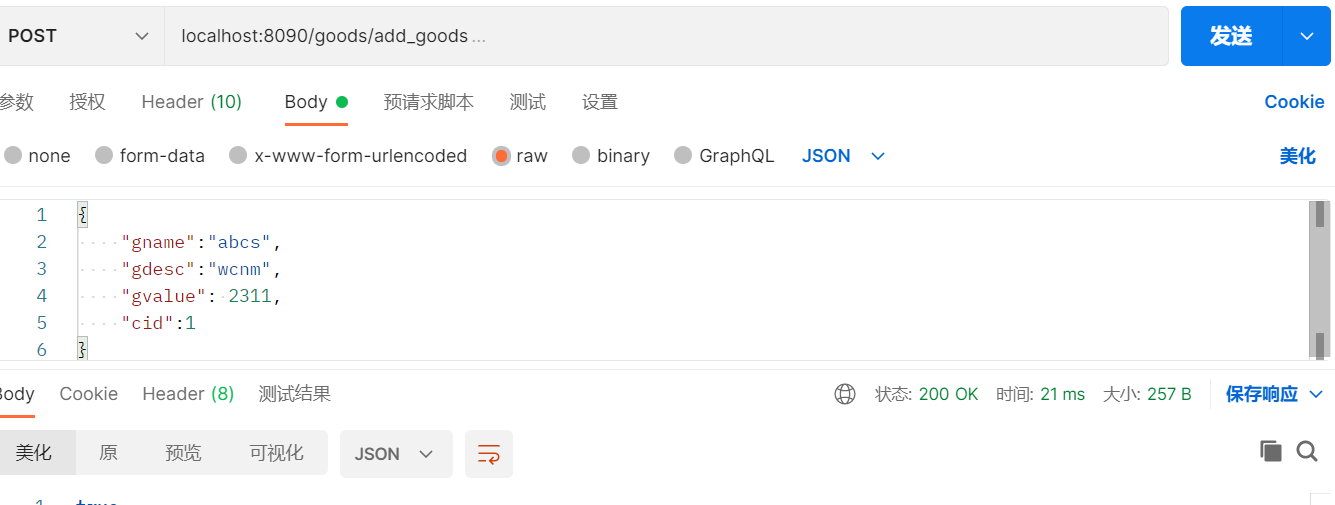 POST localhost:8090/goods/add_goods ... 发送
参数 授权 Header (10) Body 预请求脚本 测试 设置 Cookie
none form-data x-www-form-urlencoded raw binary GraphQL JSON 美化
1 {
2 "gname":"abcs",
3 "gdesc":"wcnm",
4 "gvalue": 2311,
5 "cid":1
6 }
Body Cookie Header (8) 测试结果 状态: 200 OK 时间: 21 ms 大小: 257 B 保存响应
美化 原 预览 可视化 JSON
1 true